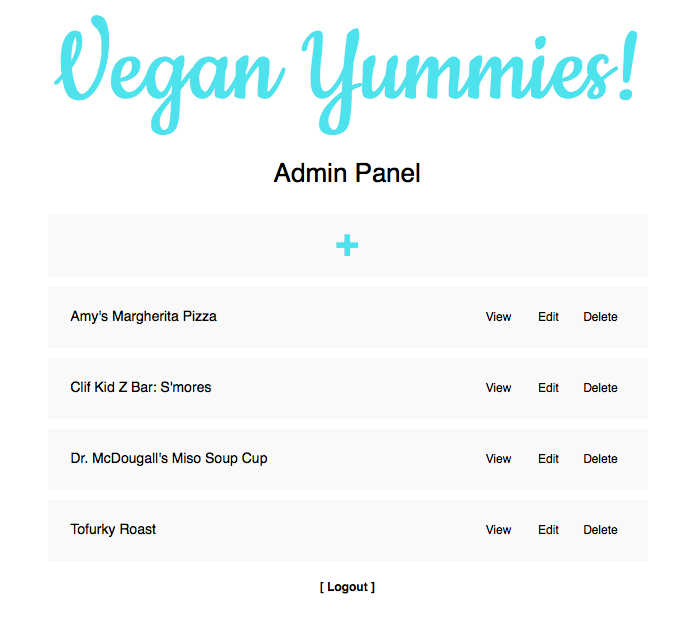 Vegan Yummies!
Admin Panel
+
Amy's Margherita Pizza View Edit Delete
Clif Kid Z Bar: S'mores View Edit Delete
Dr. McDougall's Miso Soup Cup View Edit Delete
Tofurky Roast View Edit Delete
[ Logout ]